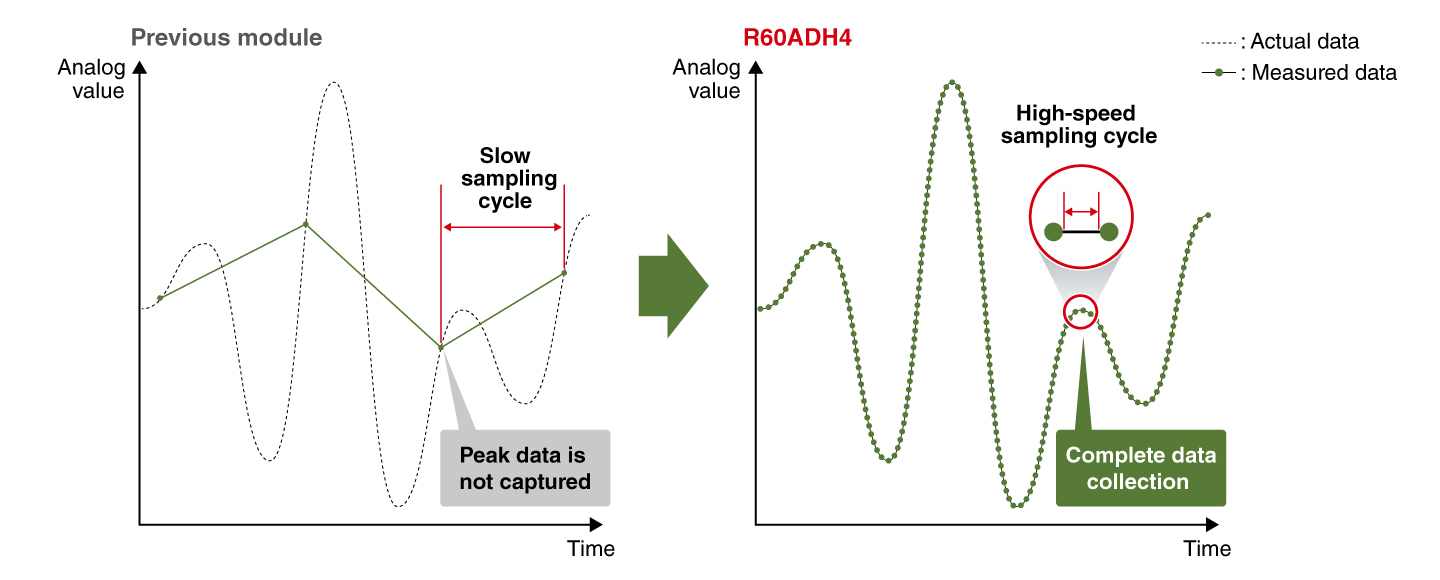 Previous module
Analog
value
Slow
sampling
cycle
Peak data is
not captured
Time
R60ADH4
Analog
value
High-speed
sampling cycle
Complete data
collection
Time
: Actual data
: Measured data